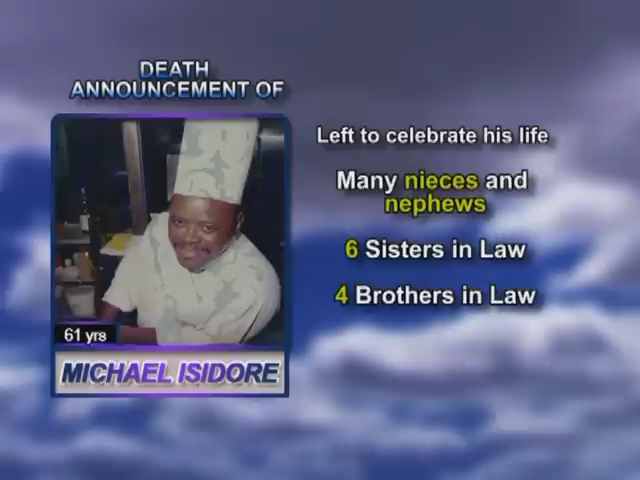 DEATH
ANNOUNCEMENT OF
61 yrs
MICHAEL ISIDORE
Left to celebrate his life
Many nieces and
nephews
6 Sisters in Law
4 Brothers in Law